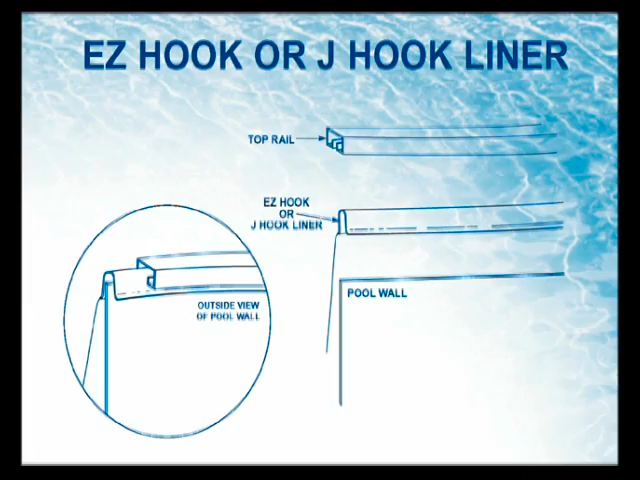 EZ HOOK OR J HOOK LINER
TOP RAIL
EZ HOOK
OR
J HOOK LINER
POOL WALL
OUTSIDE VIEW
OF POOL WALL